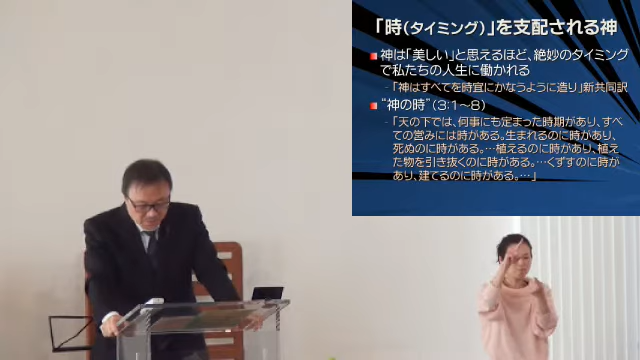 「時（タイミング）」を支配される神
神は「美しい」と思えるほど、絶妙のタイミング
で私たちの人生に働かれる
- 「神はすべてを時宜にかなうように造り」新共同訳
“神の時”（3:1～8）
- 「天の下では、何事にも定まった時期があり、すべ
ての営みには時がある。生まれるのに時があり、
死ぬのに時がある。…植えるのに時があり、植え
た物を引き抜くのに時がある。…くずすのに時が
あり、建てるのに時がある。…」